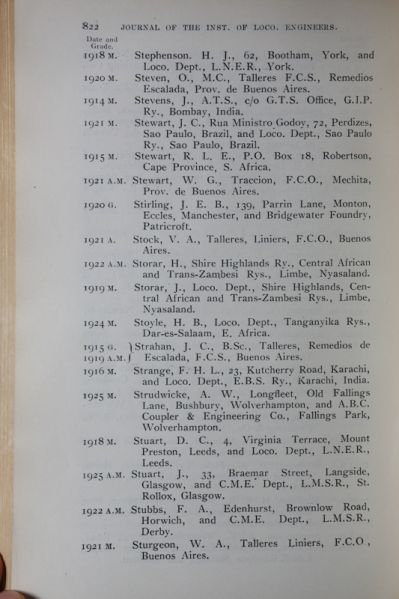 822 JOURNAL OF THE INST. OF LOCO. ENGINEERS.
Date and
Grade.
1918 M. Stephenson. H. J., 62, Bootham, York, and
Loco. Dept., L.N.E.R., York.
1920 M. Steven, O., M.C., Talleres F.C.S., Remedios
Escalada, Prov. de Buenos Aires.
1914 M. Stevens, J., A.T.S., c/o G.T.S. Office, G.I.P.
Ry., Bombay, India.
1921 M. Stewart, J. C., Rua Ministro Godoy, 72, Perdizes,
Sao Paulo, Brazil, and Loco. Dept., Sao Paulo
Ry., Sao Paulo, Brazil.
1915 M. Stewart, R. L. E., P.O. Box 18, Robertson,
Cape Province, S. Africa.
1921 A.M. Stewart, W. G., Traccion, F.C.O., Mechita,
Prov. de Buenos Aires.
1920 G. Stirling, J. E. B., 139, Parrin Lane, Monton,
Eccles, Manchester, and Bridgewater Foundry,
Patricroft.
1921 A. Stock, V. A., Talleres, Liniers, F.C.O., Buenos
Aires.
1922 A.M. Storar, H., Shire Highlands Ry., Central African
and Trans-Zambesi Rys., Limbe, Nyasaland.
1919 M. Storar, J., Loco. Dept., Shire Highlands, Cen-
tral African and Trans-Zambesi Rys., Limbe,
Nyasaland.
1924 M. Stoyle, H. B., Loco. Dept., Tanganyika Rys.,
Dar-es-Salaam, E. Africa.
1915 G. } Strahan, J. C., B.Sc., Talleres, Remedios de
1919 A.M. } Escalada, F.C.S., Buenos Aires.
1916 M. Strange, F. H. L., 23, Kutcherry Road, Karachi,
and Loco. Dept., E.B.S. Ry., Karachi, India.
1925 M. Strudwicke, A. W., Longfleet, Old Fallings
Lane, Bushbury, Wolverhampton, and A.B.C.
Coupler & Engineering Co., Fallings Park,
Wolverhampton.
1918 M. Stuart, D. C., 4, Virginia Terrace, Mount
Preston, Leeds, and Loco. Dept., L.N.E.R.,
Leeds.
1925 A.M. Stuart, J., 33, Braemar Street, Langside,
Glasgow, and C.M.E. Dept., L.M.S.R., St.
Rollox, Glasgow.
1922 A.M. Stubbs, F. A., Edenhurst, Brownlow Road,
Horwich, and C.M.E. Dept., L.M.S.R.,
Derby.
1921 M. Sturgeon, W. A., Talleres Liniers, F.C.O.,
Buenos Aires.